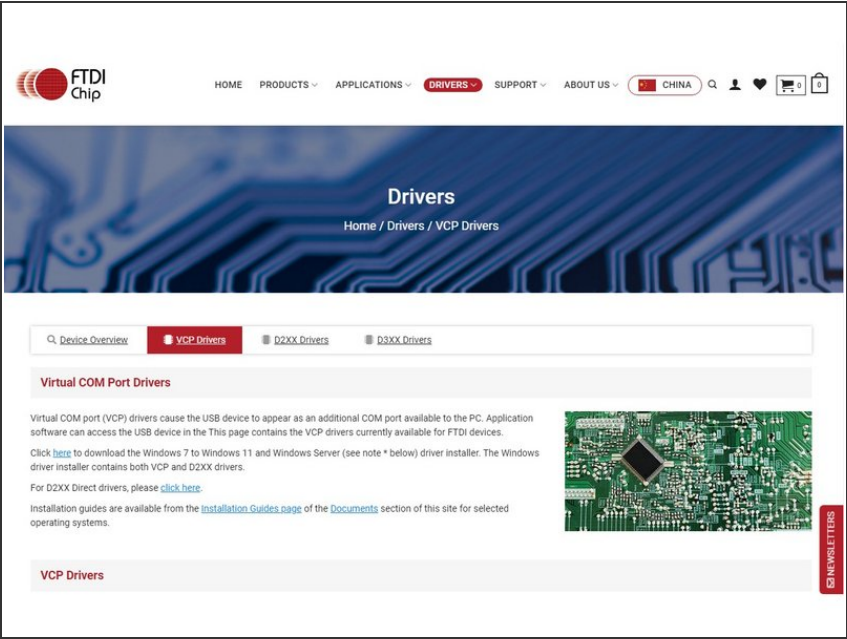 FTDI
Chip
HOME PRODUCTS APPLICATIONS DRIVERS SUPPORT ABOUT US CHINA 0 0
Drivers
Home / Drivers / VCP Drivers
Device Overview VCP Drivers D2XX Drivers D3XX Drivers
Virtual COM Port Drivers
Virtual COM port (VCP) drivers cause the USB device to appear as an additional COM port available to the PC. Application
software can access the USB device in the This page contains the VCP drivers currently available for FTDI devices.
Click here to download the Windows 7 to Windows 11 and Windows Server (see note * below) driver installer. The Windows
driver installer contains both VCP and D2XX drivers.
For D2XX Direct drivers, please click here.
Installation guides are available from the Installation Guides page of the Documents section of this site for selected
operating systems.
NEWSLETTERS
VCP Drivers